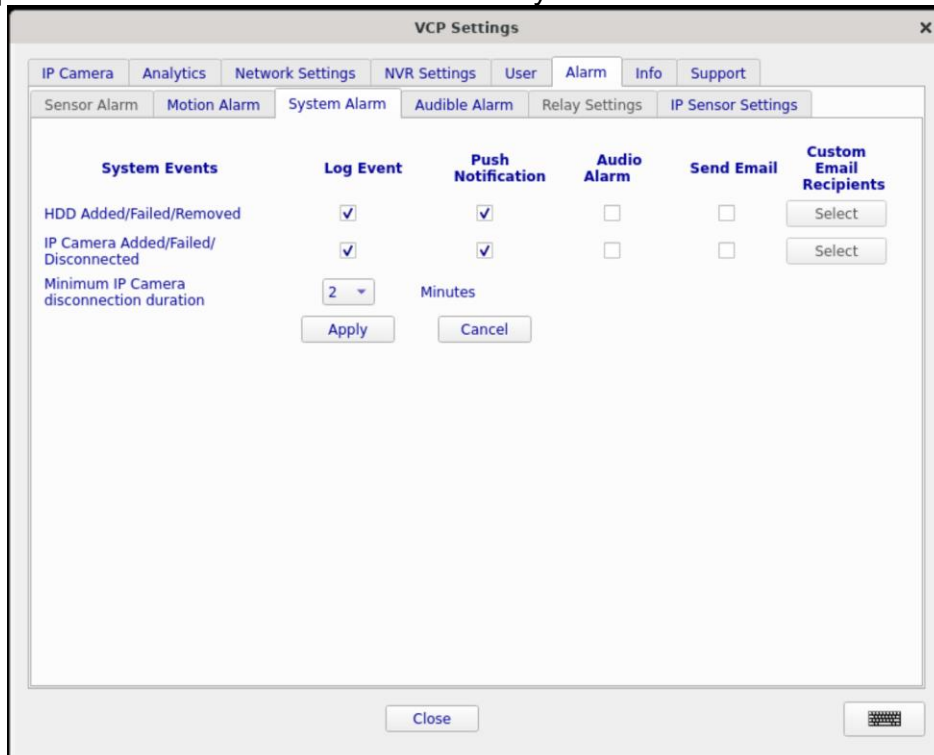 VCP Settings
IP Camera Analytics Network Settings NVR Settings User Alarm Info Support
Sensor Alarm Motion Alarm System Alarm Audible Alarm Relay Settings IP Sensor Settings
System Events Log Event Push Notification Audio Alarm Send Email Custom Email Recipients
HDD Added/Failed/Removed Select
IP Camera Added/Failed/
Disconnected Select
Minimum IP Camera
disconnection duration 2 Minutes
Apply Cancel
Close